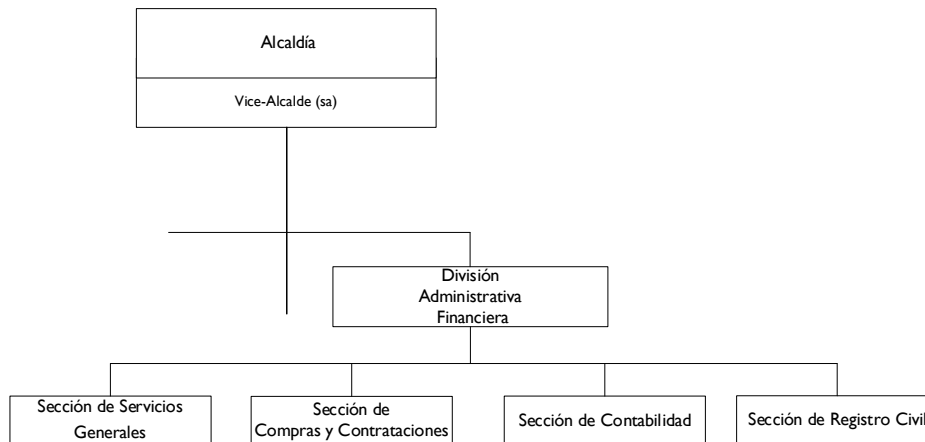 Alcaldía
Vice-Alcalde (sa)
División
Administrativa
Financiera
Sección de Servicios
Generales
Sección de
Compras y Contrataciones
Sección de Contabilidad
Sección de Registro Civil